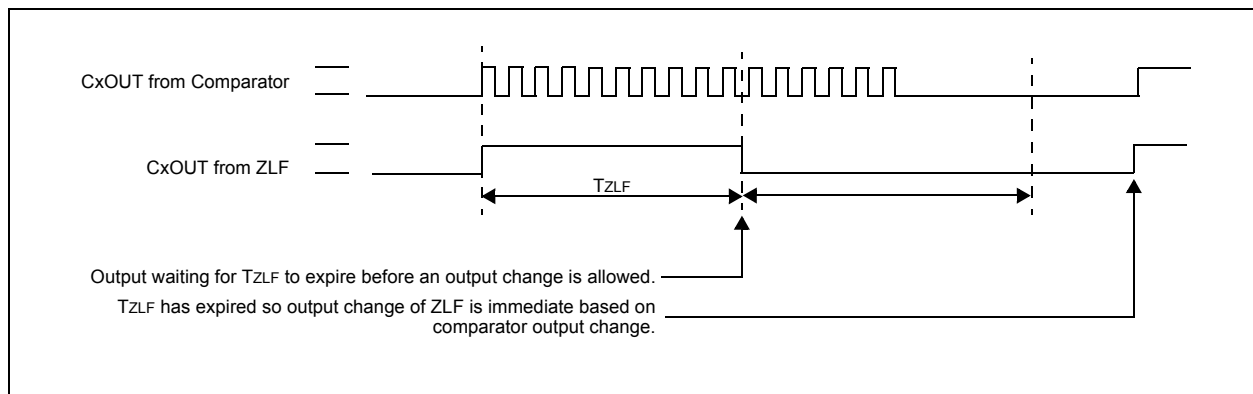 CxOUT from Comparator
CxOUT from ZLF
TZLF
Output waiting for TZLF to expire before an output change is allowed.
TZLF has expired so output change of ZLF is immediate based on
comparator output change.